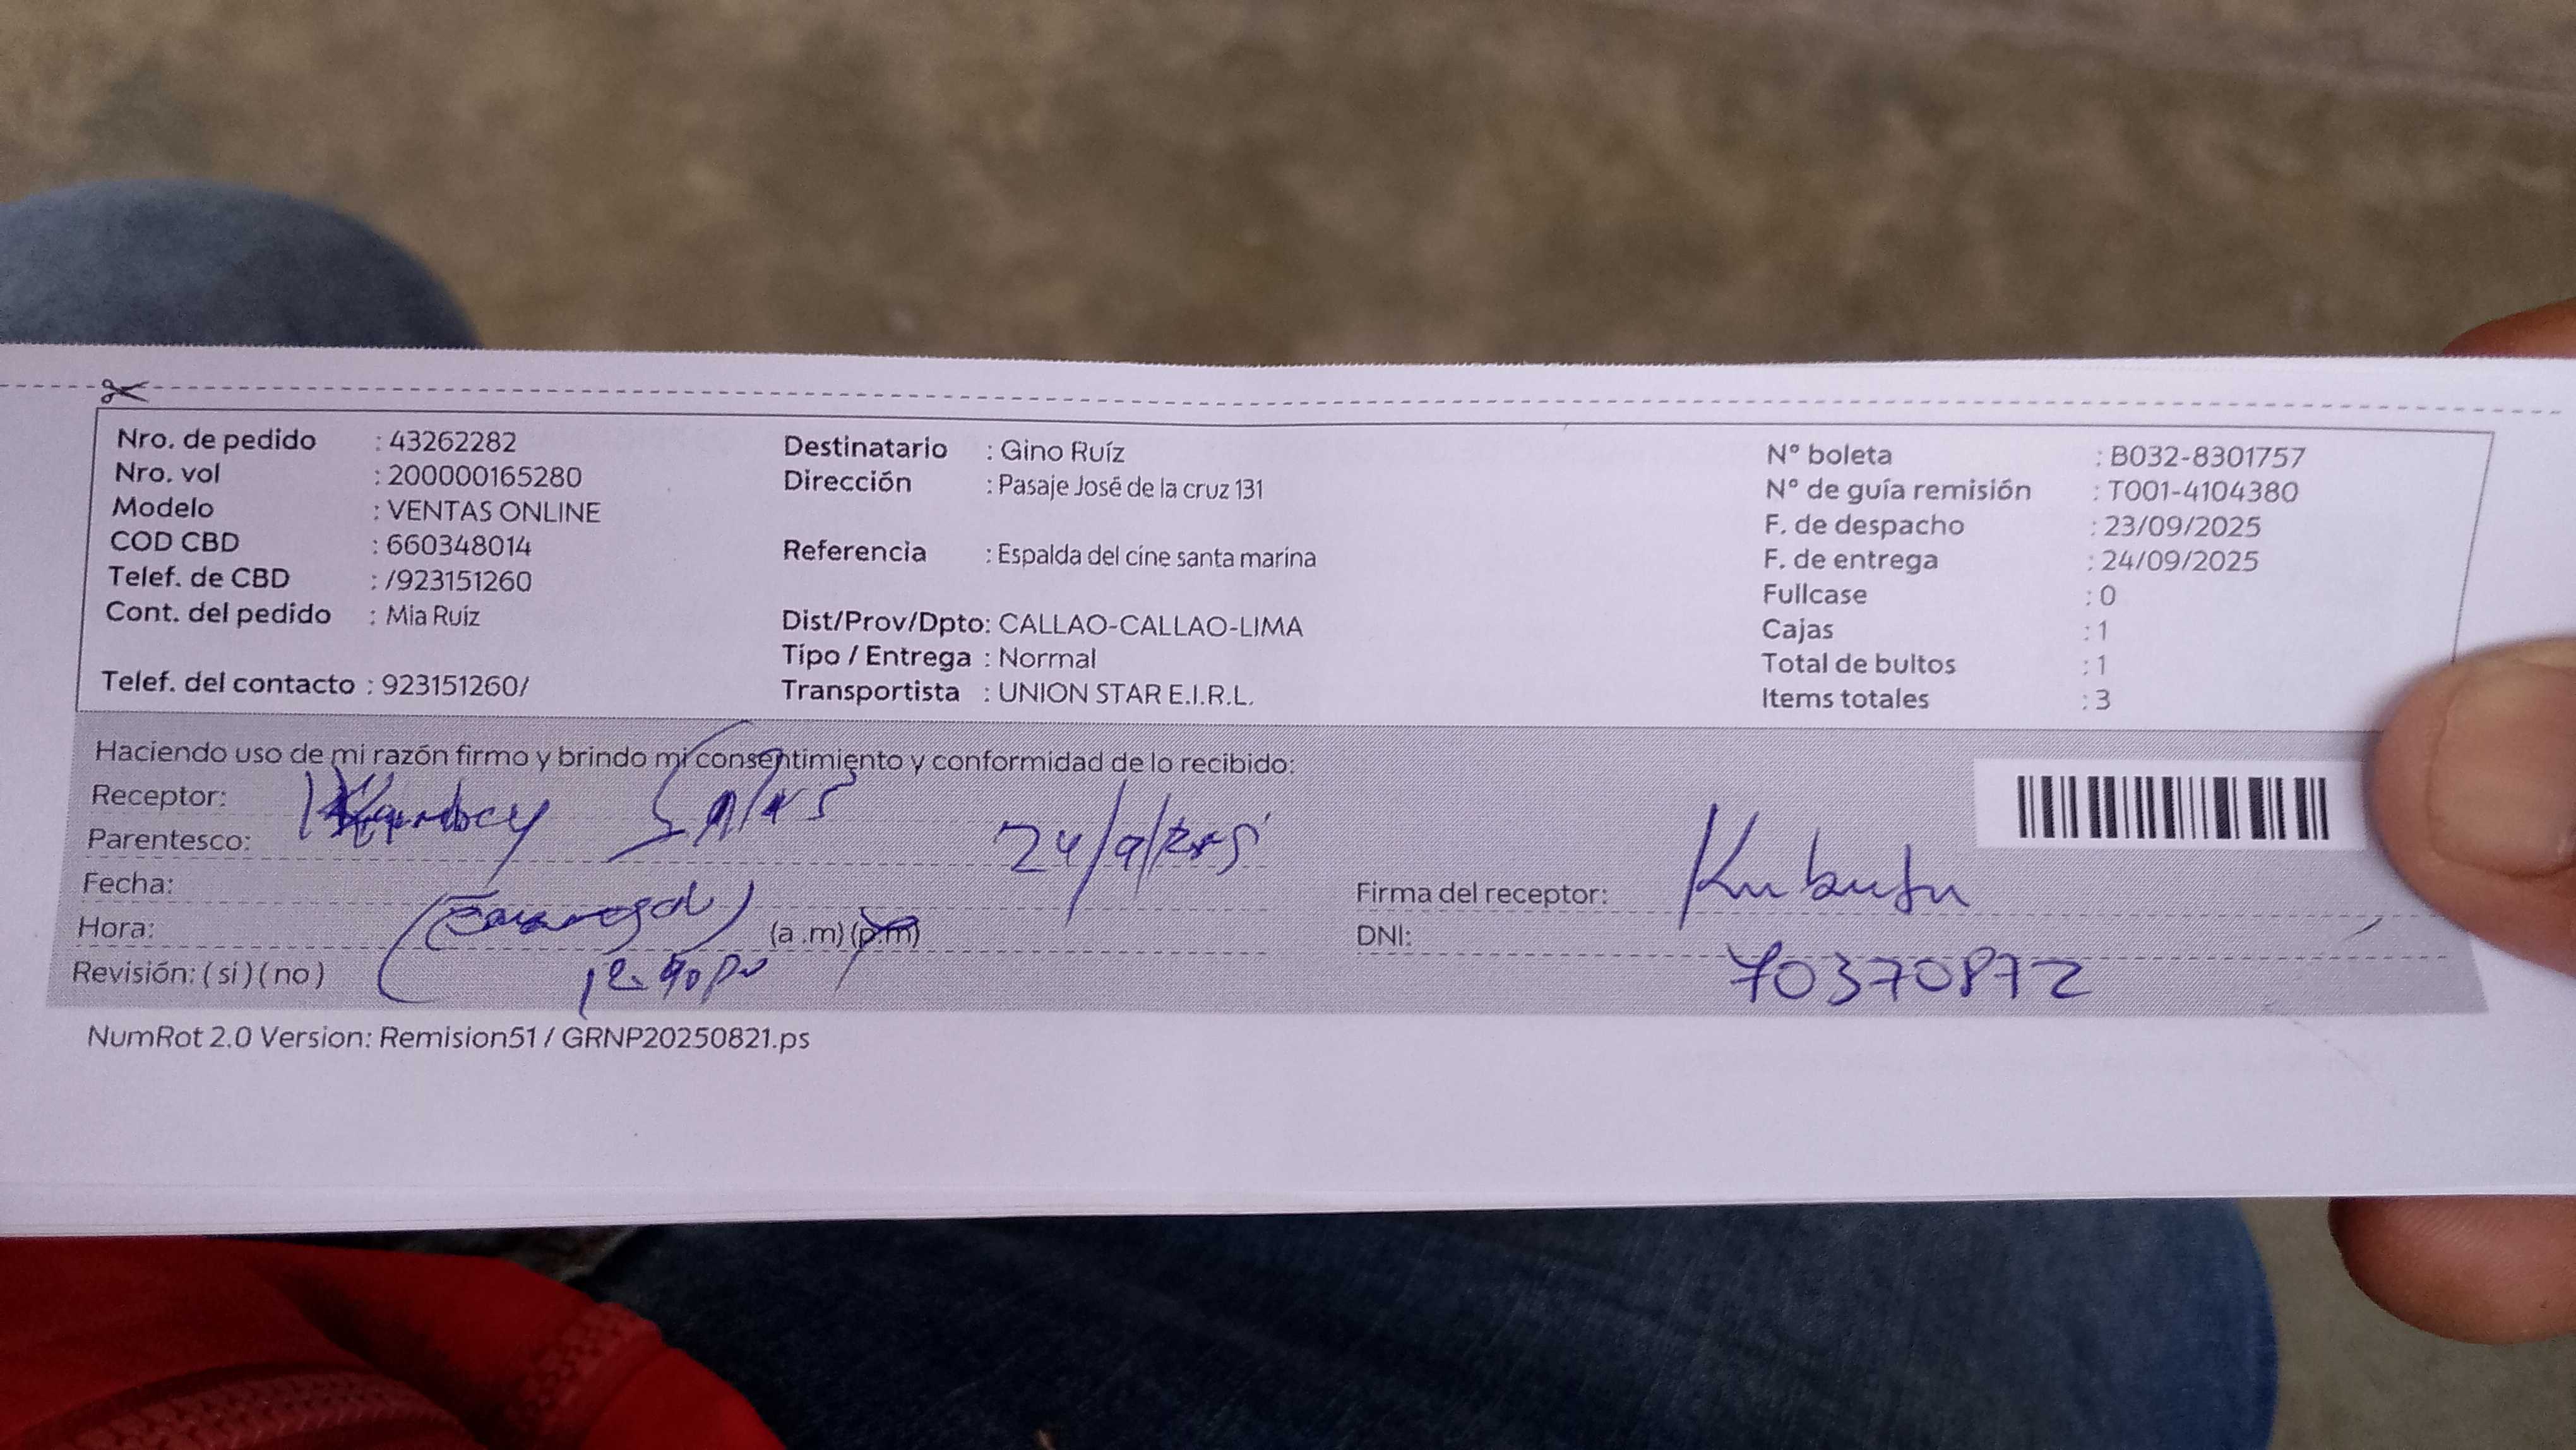 Nro. de pedido : 43262282
Nro. vol : 200000165280
Modelo : VENTAS ONLINE
COD CBD : 660348014
Telef. de CBD : /923151260
Cont. del pedido : Mia Ruíz
Telef. del contacto : 923151260/
Destinatario : Gino Ruíz
Dirección : Pasaje José de la cruz 131
Referencia : Espalda del cine santa marina
Dist/Prov/Dpto: CALLAO-CALLAO-LIMA
Tipo / Entrega : Normal
Transportista : UNION STAR E.I.R.L.
N° boleta : B032-8301757
N° de guía remisión : T001-4104380
F. de despacho : 23/09/2025
F. de entrega : 24/09/2025
Fullcase : 0
Cajas : 1
Total de bultos : 1
Items totales : 3
Haciendo uso de mi razón firmo y brindo mi consentimiento y conformidad de lo recibido:
Receptor:
Parentesco:
Fecha:
Hora: (a .m) (p.m)
Revisión: ( si ) ( no )
Firma del receptor:
DNI: 70370872
NumRot 2.0 Version: Remision51 / GRNP20250821.ps